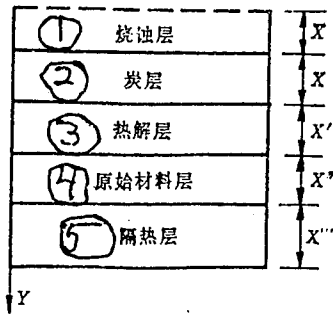 ① 烧蚀层 X
② 炭层 X
③ 热解层 X'
④ 原始材料层 X"
⑤ 隔热层 X'''
Y